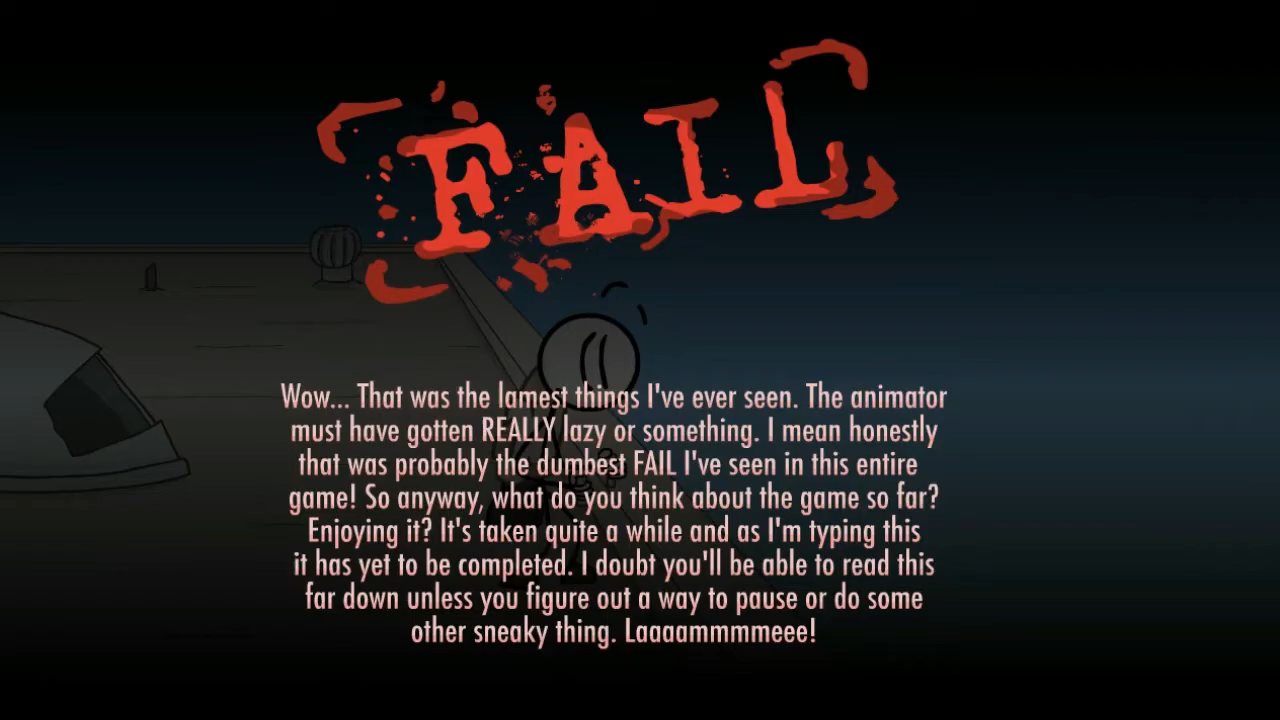 FAIL
Wow... That was the lamest things I've ever seen. The animator
must have gotten REALLY lazy or something. I mean honestly
that was probably the dumbest FAIL I've seen in this entire
game! So anyway, what do you think about the game so far?
Enjoying it? It's taken quite a while and as I'm typing this
it has yet to be completed. I doubt you'll be able to read this
far down unless you figure out a way to pause or do some
other sneaky thing. Laaaammmmeee!